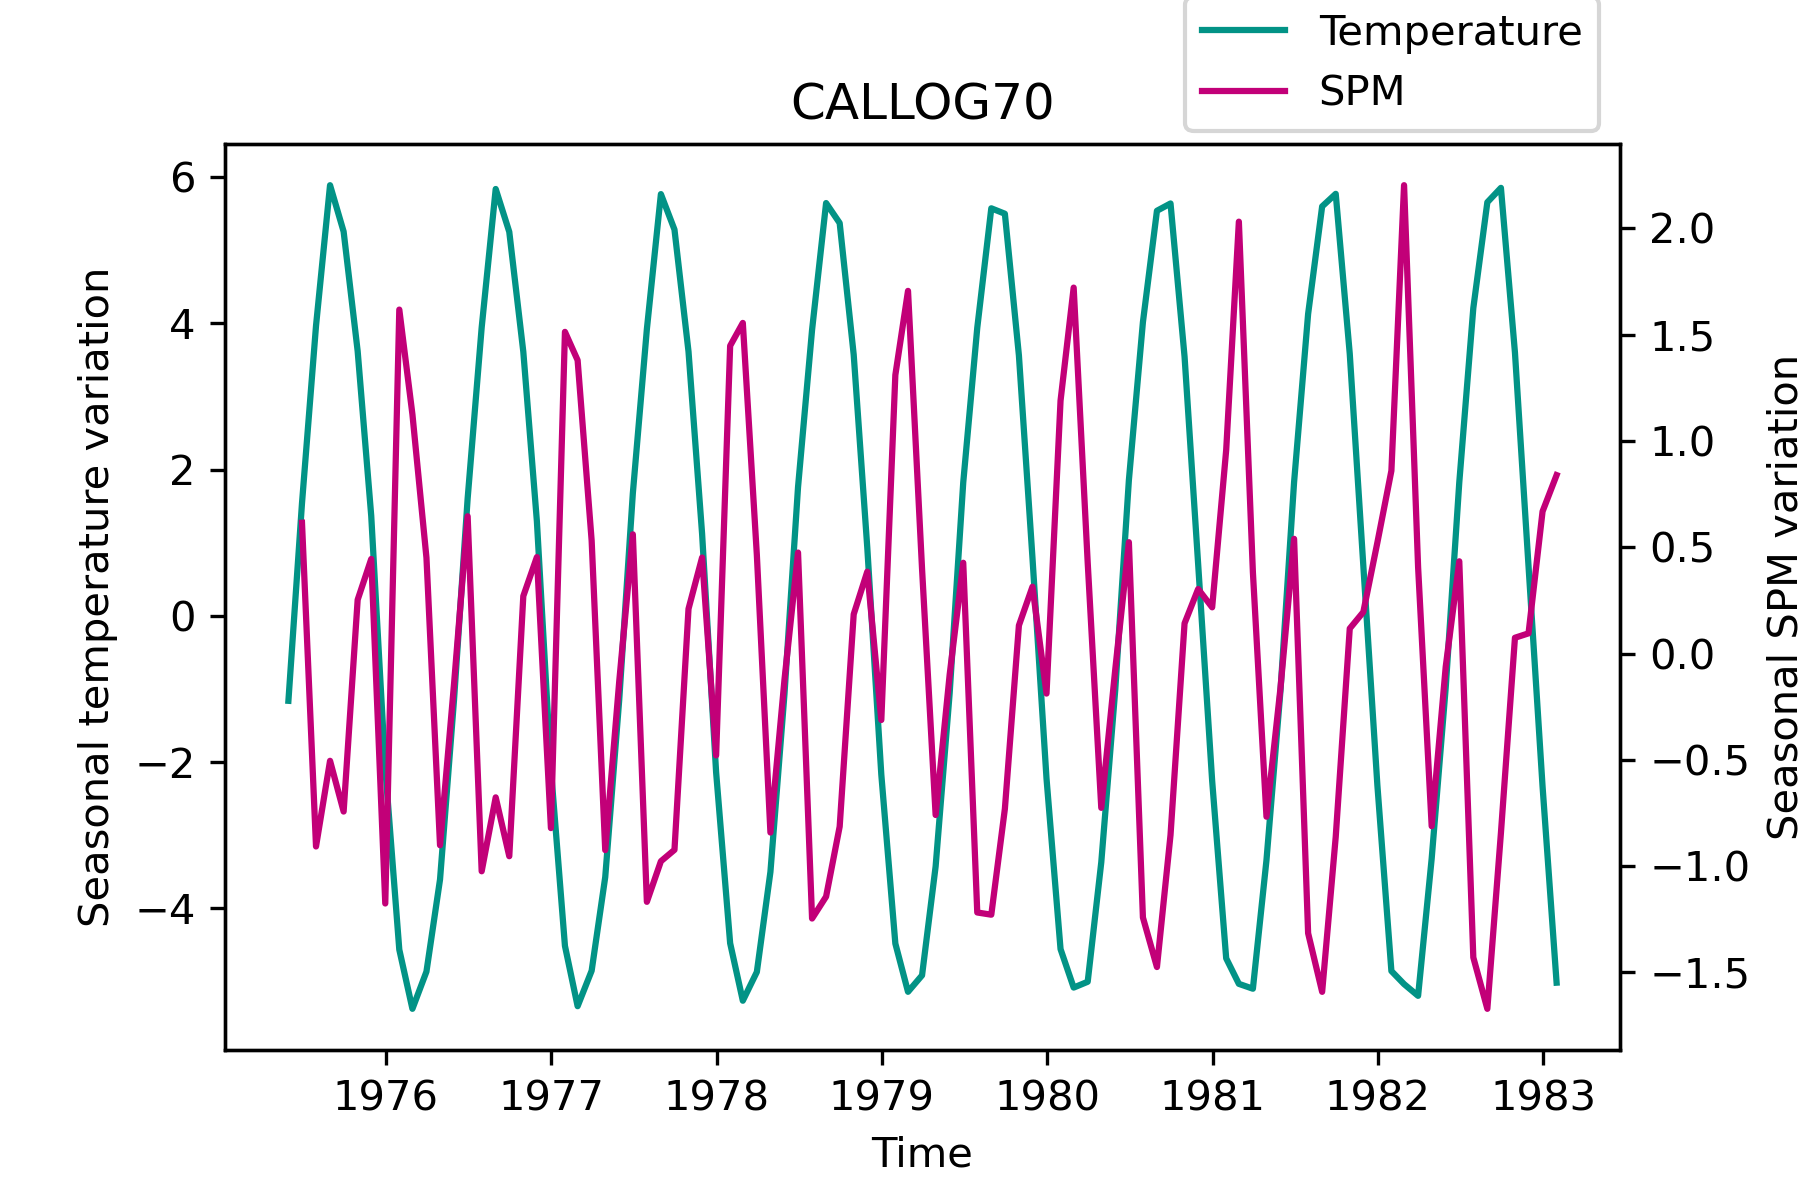 Temperature
SPM
CALLOG70
Seasonal temperature variation
6
4
2
0
−2
−4
2.0
1.5
1.0
0.5
0.0
−0.5
−1.0
−1.5
Seasonal SPM variation
1976 1977 1978 1979 1980 1981 1982 1983
Time